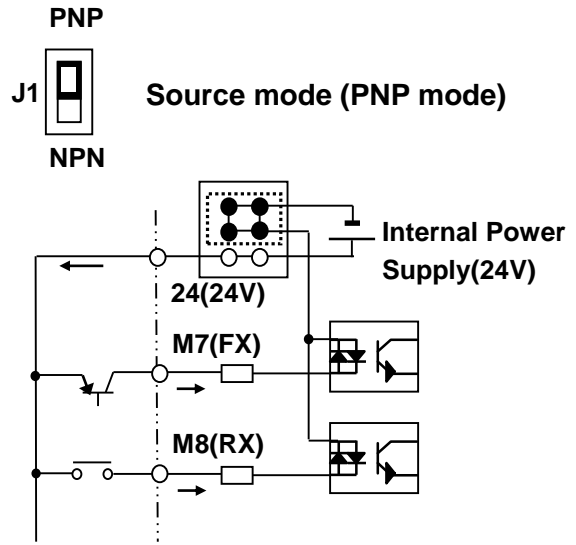 PNP
J1
Source mode (PNP mode)
NPN
Internal Power
Supply(24V)
24(24V)
M7(FX)
M8(RX)